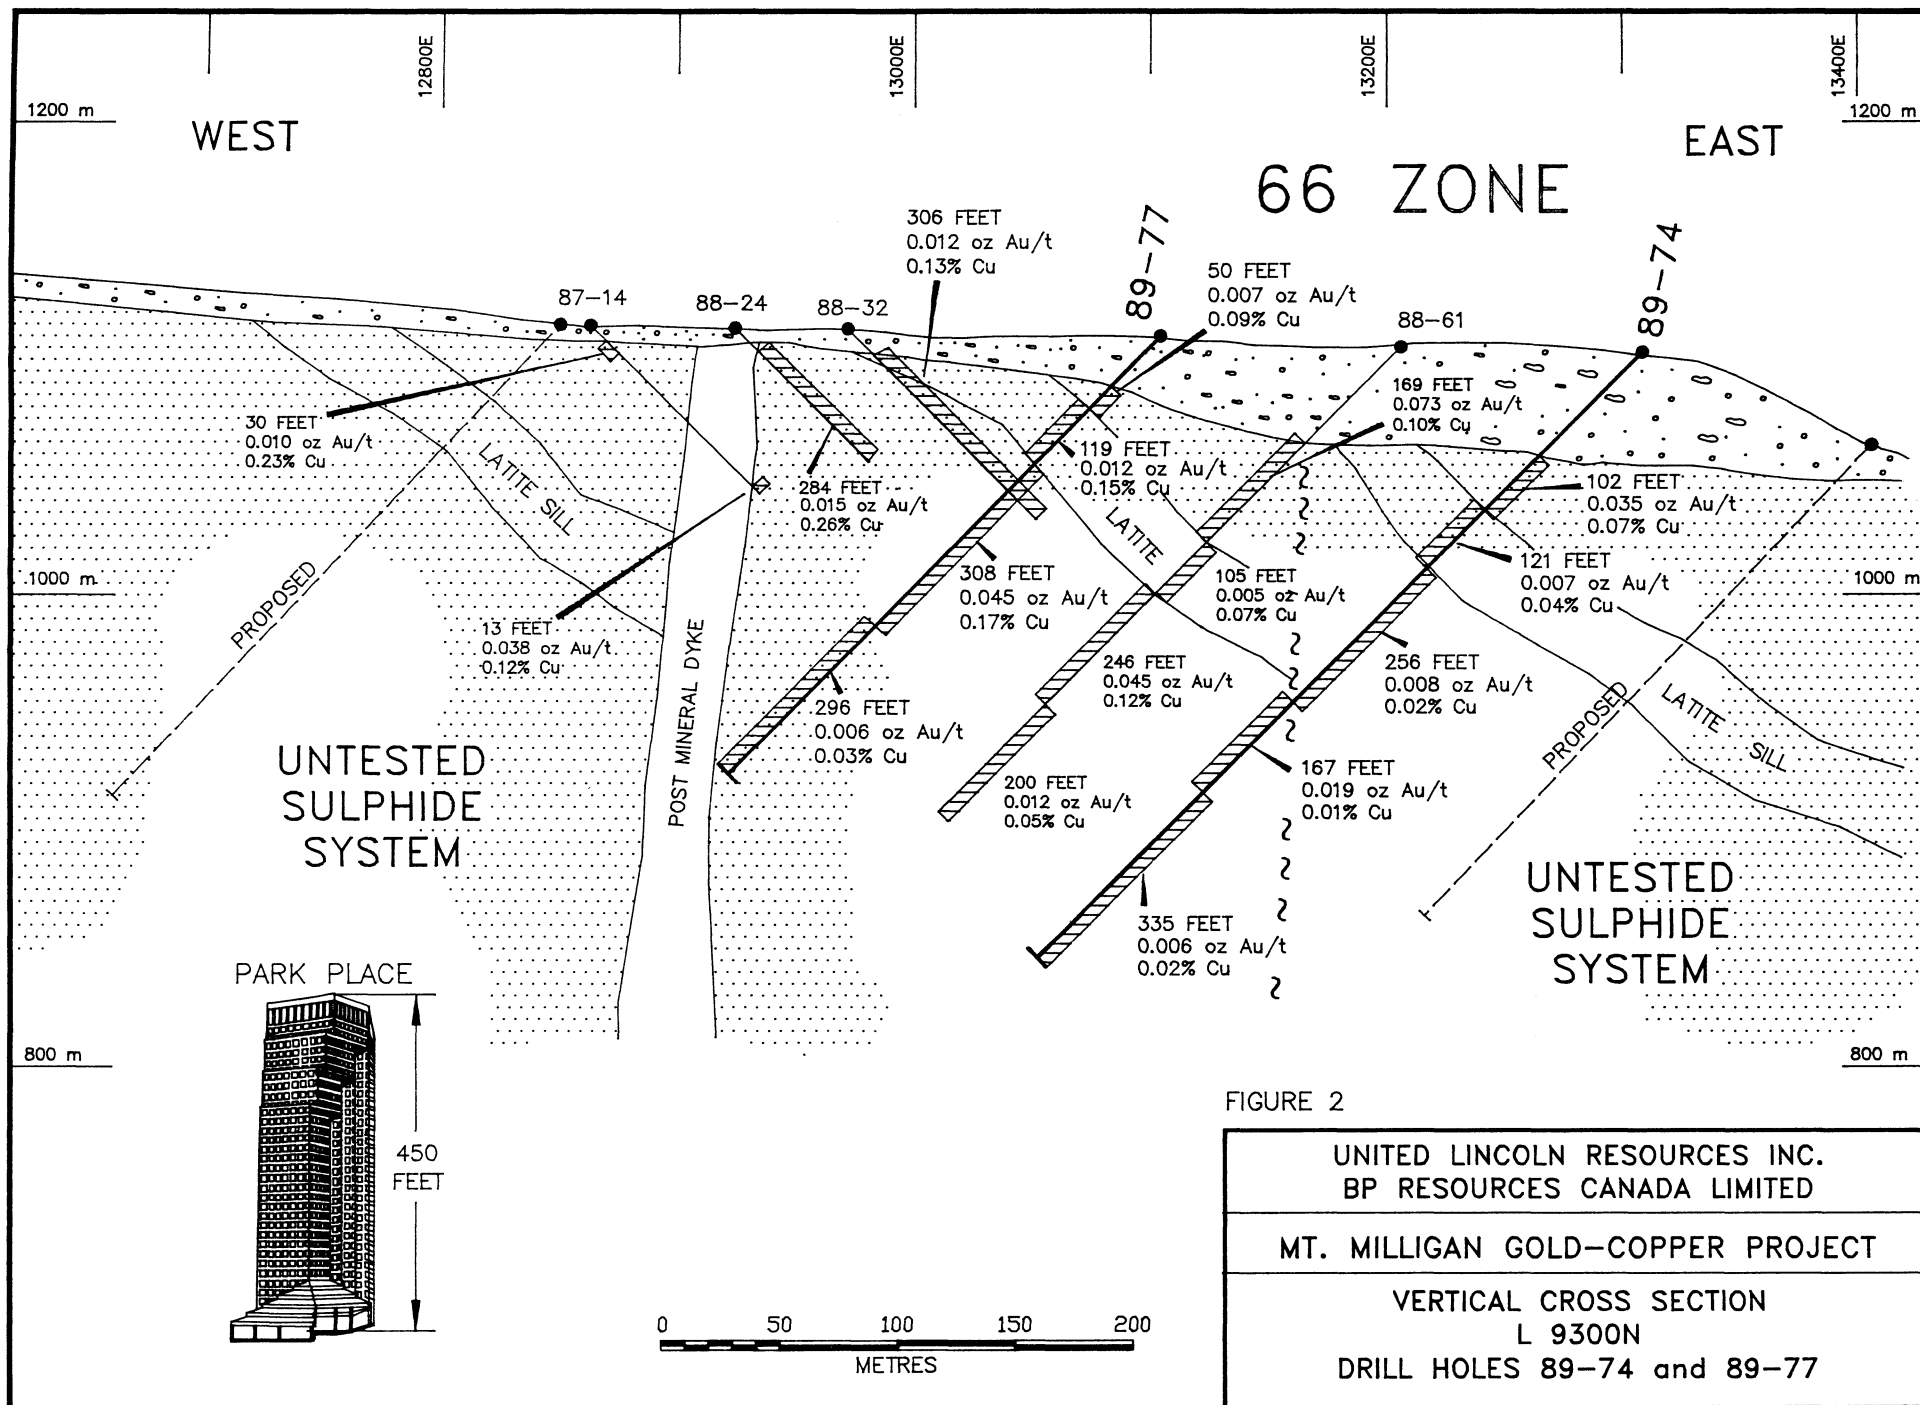 12800E
13000E
13200E
13400E
1200 m
1200 m
WEST
EAST
66 ZONE
306 FEET
0.012 oz Au/t
0.13% Cu
89-77
50 FEET
0.007 oz Au/t
0.09% Cu
89-74
87-14
88-24
88-32
88-61
169 FEET
0.073 oz Au/t
0.10% Cu
30 FEET
0.010 oz Au/t
0.23% Cu
LATITE SILL
284 FEET
0.015 oz Au/t
0.26% Cu
119 FEET
0.012 oz Au/t
0.15% Cu
LATITE
102 FEET
0.035 oz Au/t
0.07% Cu
121 FEET
0.007 oz Au/t
0.04% Cu
1000 m
1000 m
PROPOSED
13 FEET
0.038 oz Au/t
0.12% Cu
308 FEET
0.045 oz Au/t
0.17% Cu
105 FEET
0.005 oz Au/t
0.07% Cu
POST MINERAL DYKE
246 FEET
0.045 oz Au/t
0.12% Cu
256 FEET
0.008 oz Au/t
0.02% Cu
PROPOSED
LATITE
SILL
296 FEET
0.006 oz Au/t
0.03% Cu
UNTESTED
SULPHIDE
SYSTEM
200 FEET
0.012 oz Au/t
0.05% Cu
167 FEET
0.019 oz Au/t
0.01% Cu
335 FEET
0.006 oz Au/t
0.02% Cu
UNTESTED
SULPHIDE
SYSTEM
PARK PLACE
800 m
800 m
450
FEET
0 50 100 150 200
METRES
FIGURE 2
UNITED LINCOLN RESOURCES INC.
BP RESOURCES CANADA LIMITED
MT. MILLIGAN GOLD-COPPER PROJECT
VERTICAL CROSS SECTION
L 9300N
DRILL HOLES 89-74 and 89-77